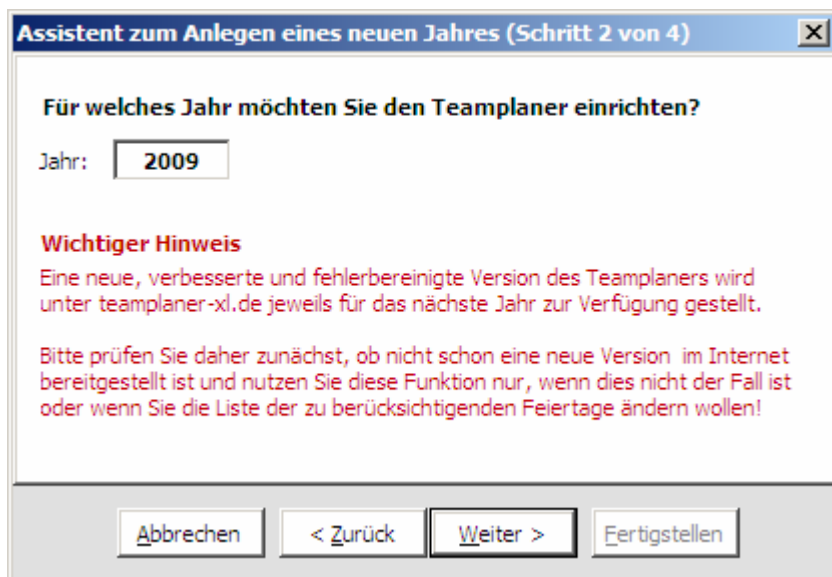 Assistent zum Anlegen eines neuen Jahres (Schritt 2 von 4)
Für welches Jahr möchten Sie den Teamplaner einrichten?
Jahr: 2009
Wichtiger Hinweis
Eine neue, verbesserte und fehlerbereinigte Version des Teamplaners wird
unter teamplaner-xl.de jeweils für das nächste Jahr zur Verfügung gestellt.
Bitte prüfen Sie daher zunächst, ob nicht schon eine neue Version im Internet
bereitgestellt ist und nutzen Sie diese Funktion nur, wenn dies nicht der Fall ist
oder wenn Sie die Liste der zu berücksichtigenden Feiertage ändern wollen!
Abbrechen < Zurück Weiter > Fertigstellen